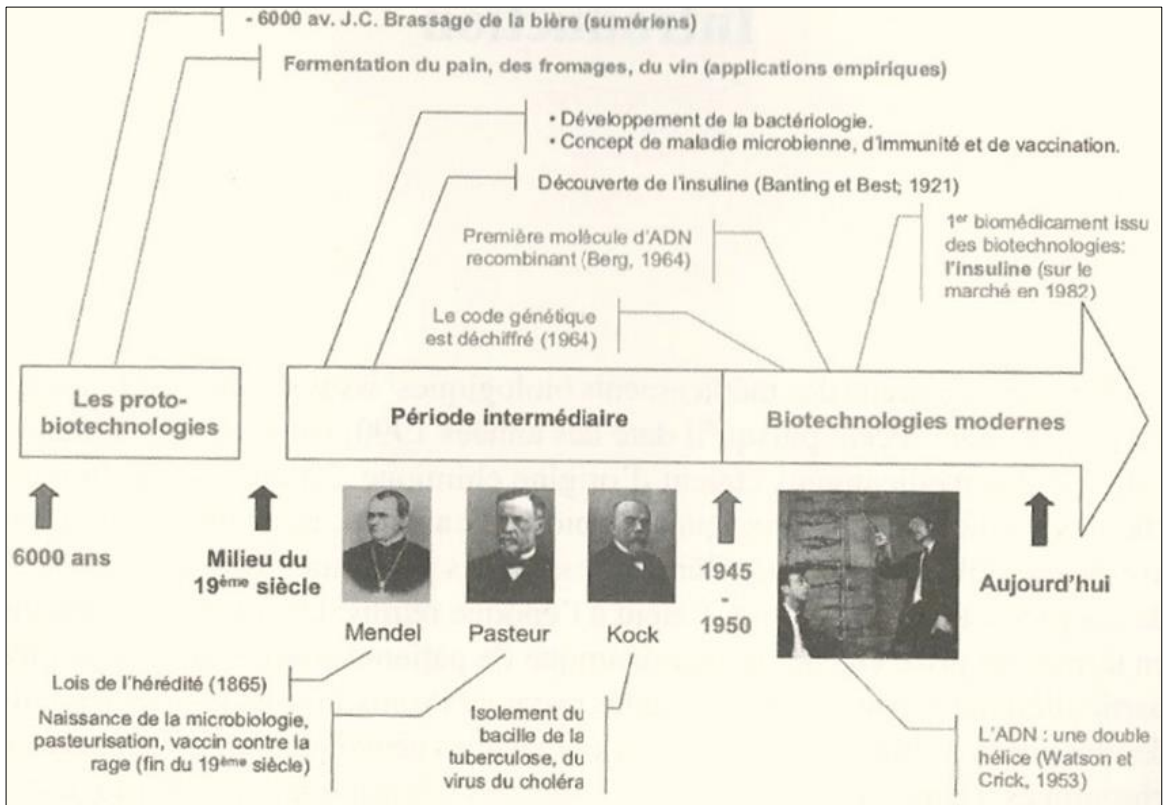 - 6000 av. J.C. Brassage de la bière (sumériens)
Fermentation du pain, des fromages, du vin (applications empiriques)
• Développement de la bactériologie.
• Concept de maladie microbienne, d'immunité et de vaccination.
Découverte de l'insuline (Banting et Best; 1921)
Première molécule d'ADN
recombinant (Berg, 1964)
1er biomédicament issu
des biotechnologies:
l'insuline (sur le
marché en 1982)
Le code génétique
est déchiffré (1964)
Les proto-
biotechnologies
Période intermédiaire
Biotechnologies modernes
6000 ans
Milieu du
19ème siècle
Mendel
Pasteur
Kock
1945
-
1950
Aujourd'hui
Lois de l'hérédité (1865)
Naissance de la microbiologie,
pasteurisation, vaccin contre la
rage (fin du 19ème siècle)
Isolement du
bacille de la
tuberculose, du
virus du choléra
L'ADN : une double
hélice (Watson et
Crick, 1953)